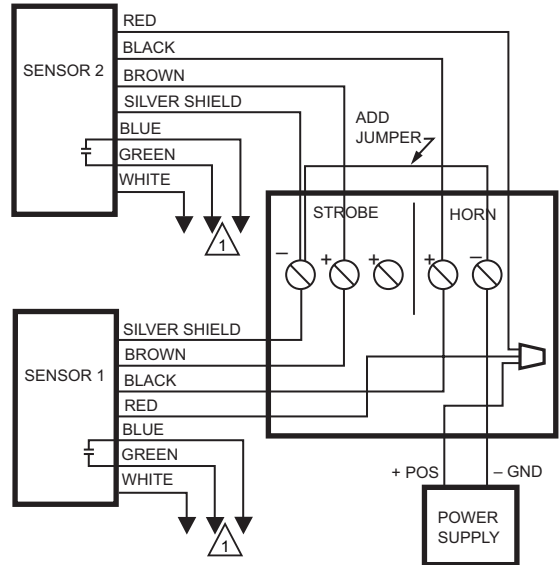 RED
BLACK
SENSOR 2
BROWN
SILVER SHIELD
ADD
JUMPER
BLUE
GREEN
WHITE
1
STROBE
HORN
– + + + –
SILVER SHIELD
BROWN
SENSOR 1
BLACK
RED
BLUE
GREEN
WHITE
1
+ POS
– GND
POWER
SUPPLY